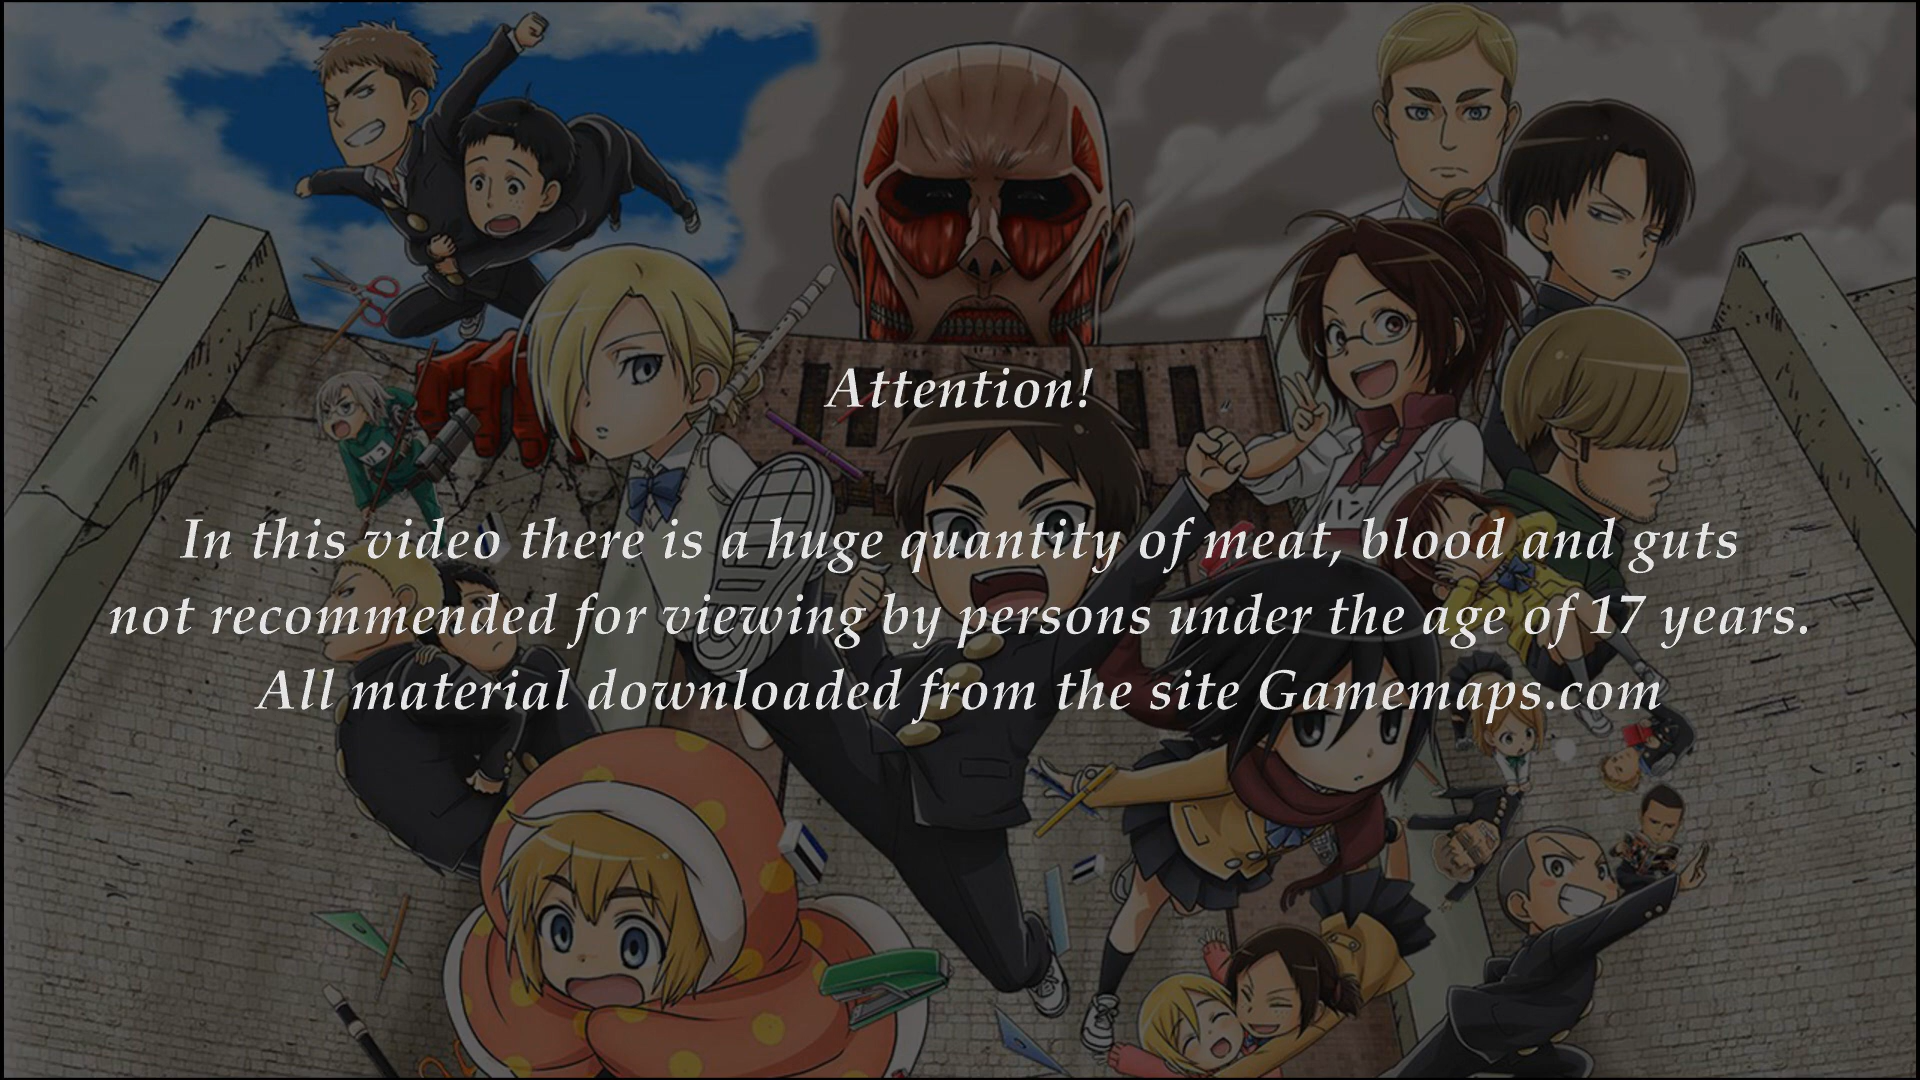 Attention!
In this video there is a huge quantity of meat, blood and guts
not recommended for viewing by persons under the age of 17 years.
All material downloaded from the site Gamemaps.com